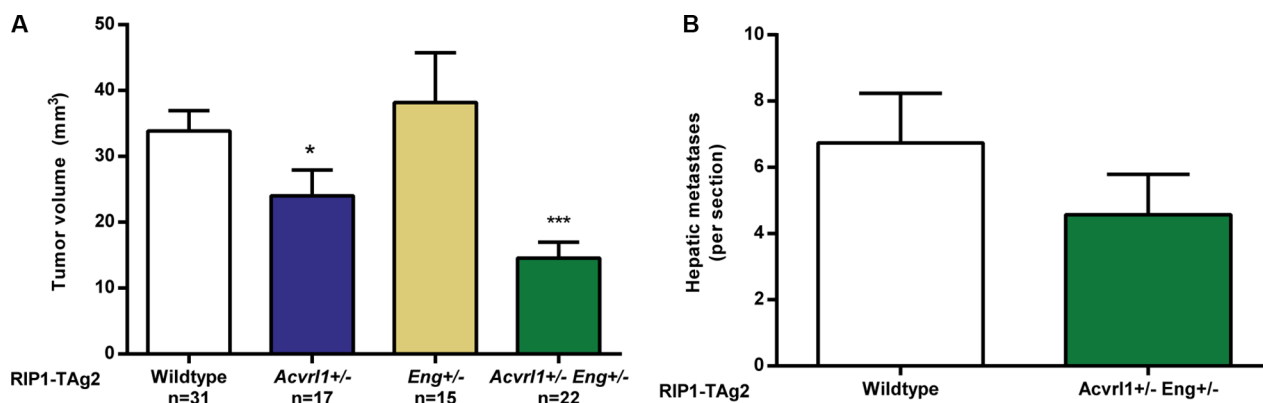 A
Tumor volume (mm³)
50
40
30
20
10
0
*
***
RIP1-TAg2
Wildtype Acvrl1+/- Eng+/- Acvrl1+/- Eng+/-
n=31 n=17 n=15 n=22
B
Hepatic metastases
(per section)
10
8
6
4
2
0
RIP1-TAg2
Wildtype Acvrl1+/- Eng+/-